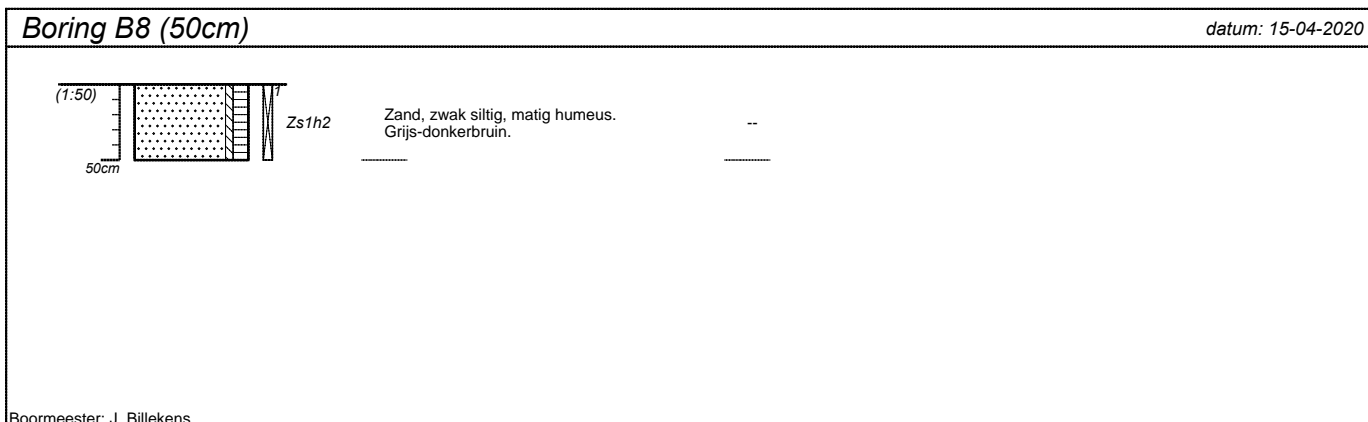 Boring B8 (50cm)
datum: 15-04-2020
(1:50)
1
Zs1h2
Zand, zwak siltig, matig humeus.
Grijs-donkerbruin.
--
50cm
Boormeester: J. Billekens